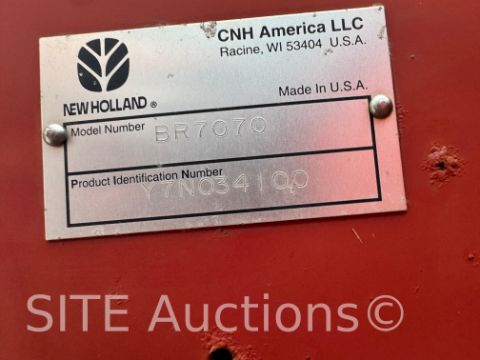 CNH America LLC
Racine, WI 53404 U.S.A.
NEW HOLLAND ®
Made in U.S.A.
Model Number BR7070
Product Identification Number
Y7N034100
SITE Auctions©